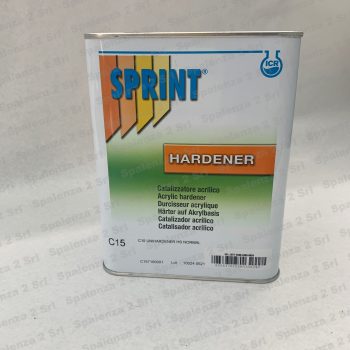 SPRINT®
ICR
HARDENER
Catalizzatore acrilico
Acrylic hardener
Durcisseur acrylique
Härter auf Akrylbasis
Catalizador acrílico
Catalisador acrílico
C15
Spalenza 2 Srl